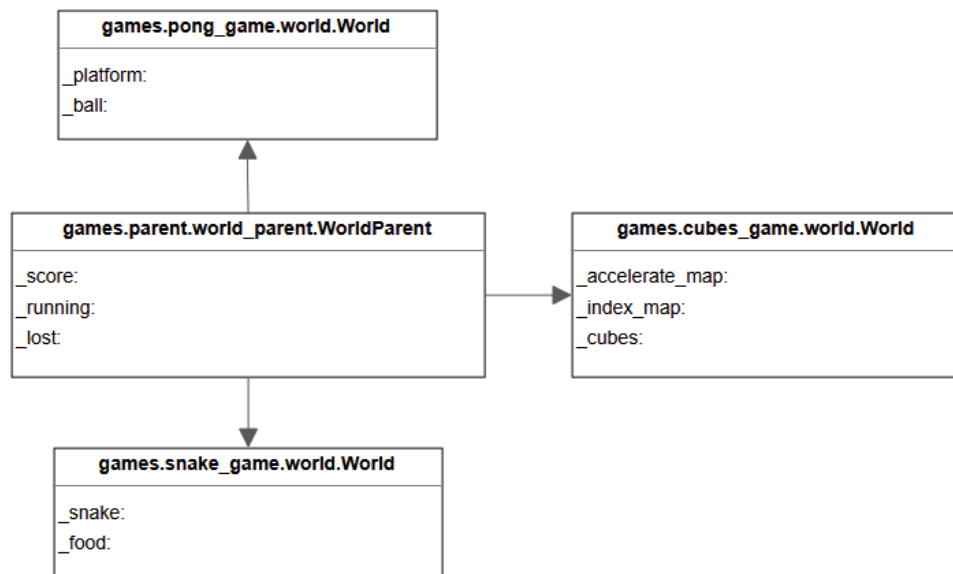 games.pong_game.world.World
_platform:
_ball:
games.parent.world_parent.WorldParent
_score:
_running:
_lost:
games.cubes_game.world.World
_accelerate_map:
_index_map:
_cubes:
games.snake_game.world.World
_snake:
_food: